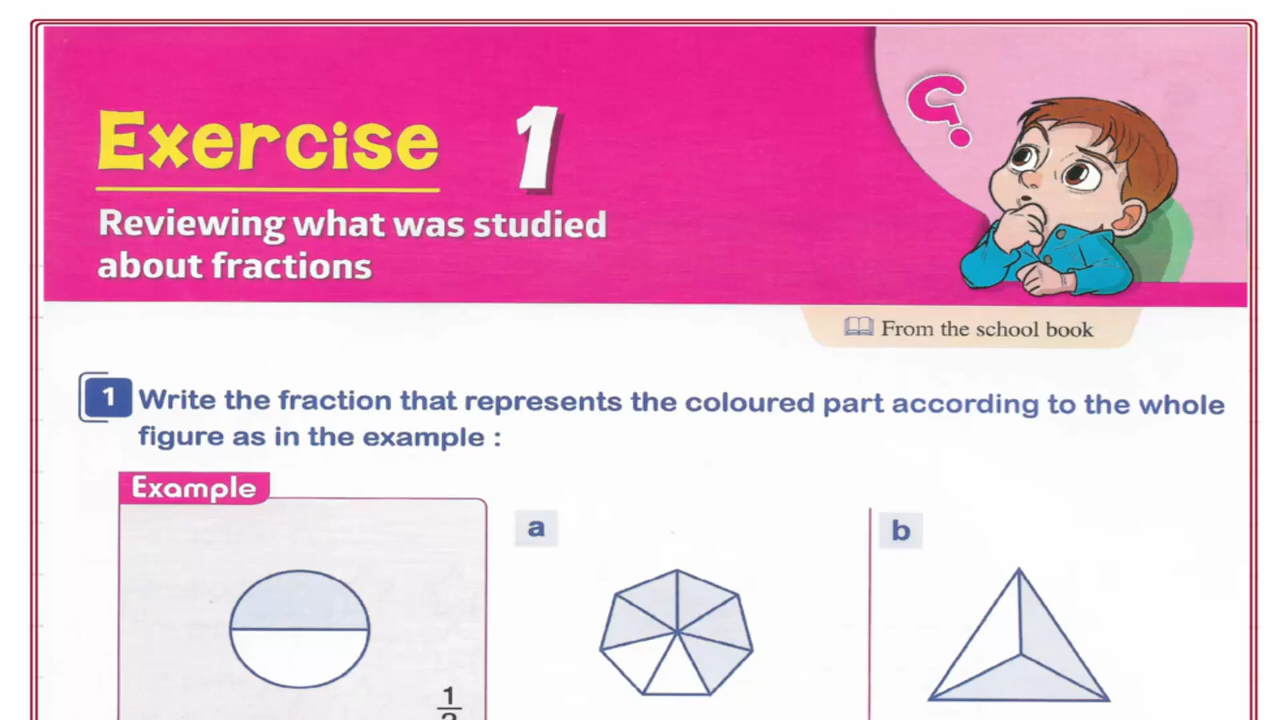 Exercise 1
Reviewing what was studied
about fractions
From the school book
1 Write the fraction that represents the coloured part according to the whole
figure as in the example :
Example
a
b
1